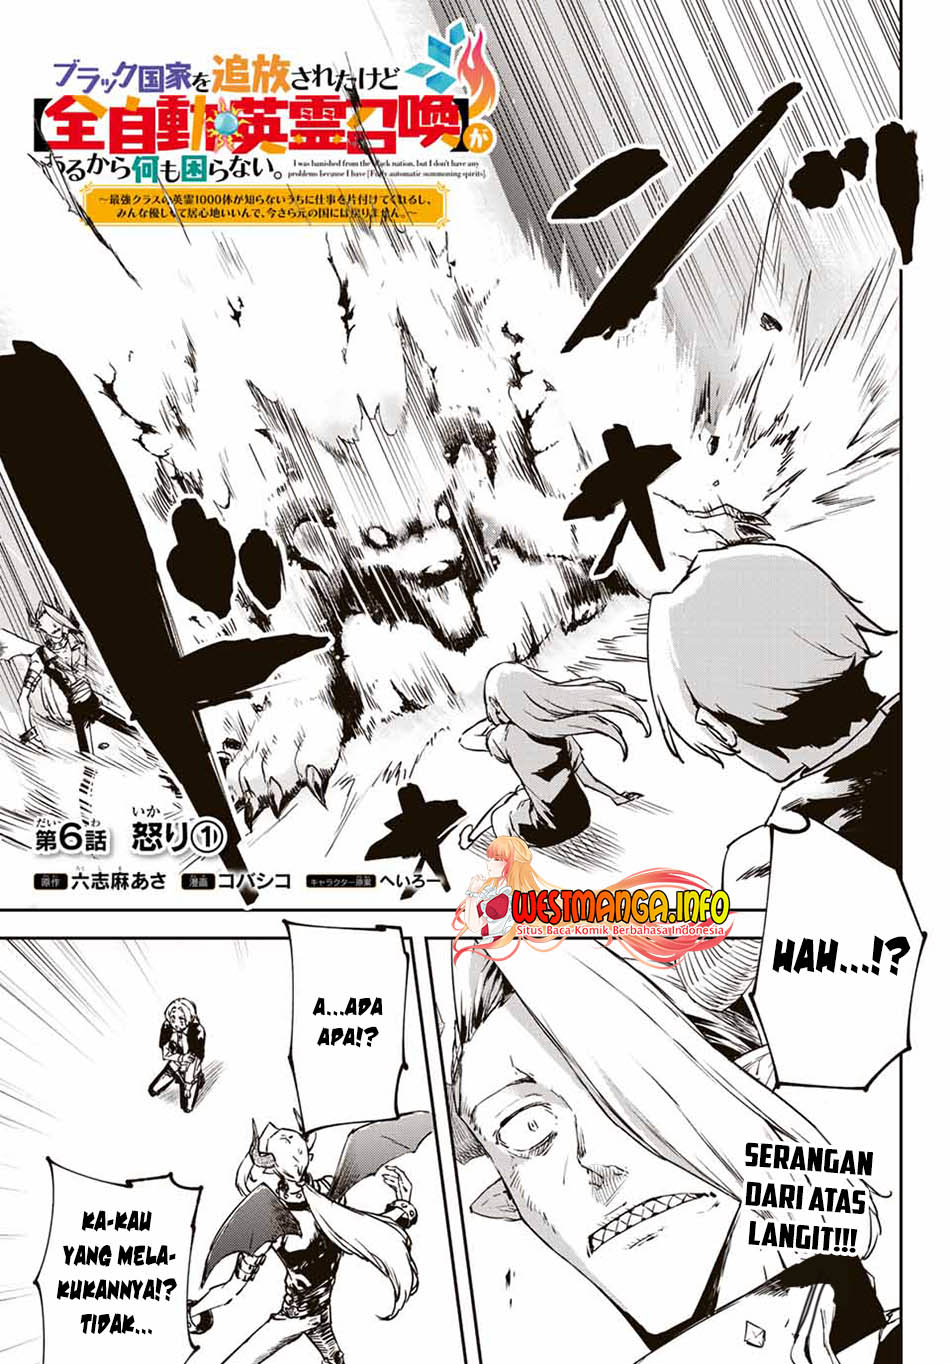 ブラック国家を追放されたけど
【全自動英霊召喚】が
あるから何も困らない。
I was banished from the black nation, but I don't have any
problems because I have [Fully automatic summoning spirits].
～最強クラスの英霊1000体が知らないうちに仕事を片付けてくれるし、
みんな優しくて居心地いいんで、今さら元の国には戻りません。～
ドドォォッ
だい わ
第6話
いか
怒り①
原作 六志麻あさ 漫画 コバシコ キャラクター原案 へいろー
WESTMANGA.INFO
Situs Baca Komik Berbahasa Indonesia
HAH...!?
SERANGAN
DARI ATAS
LANGIT!!!
A...ADA
APA!?
KA-KAU
YANG MELA-
KUKANNYA!?
TIDAK...